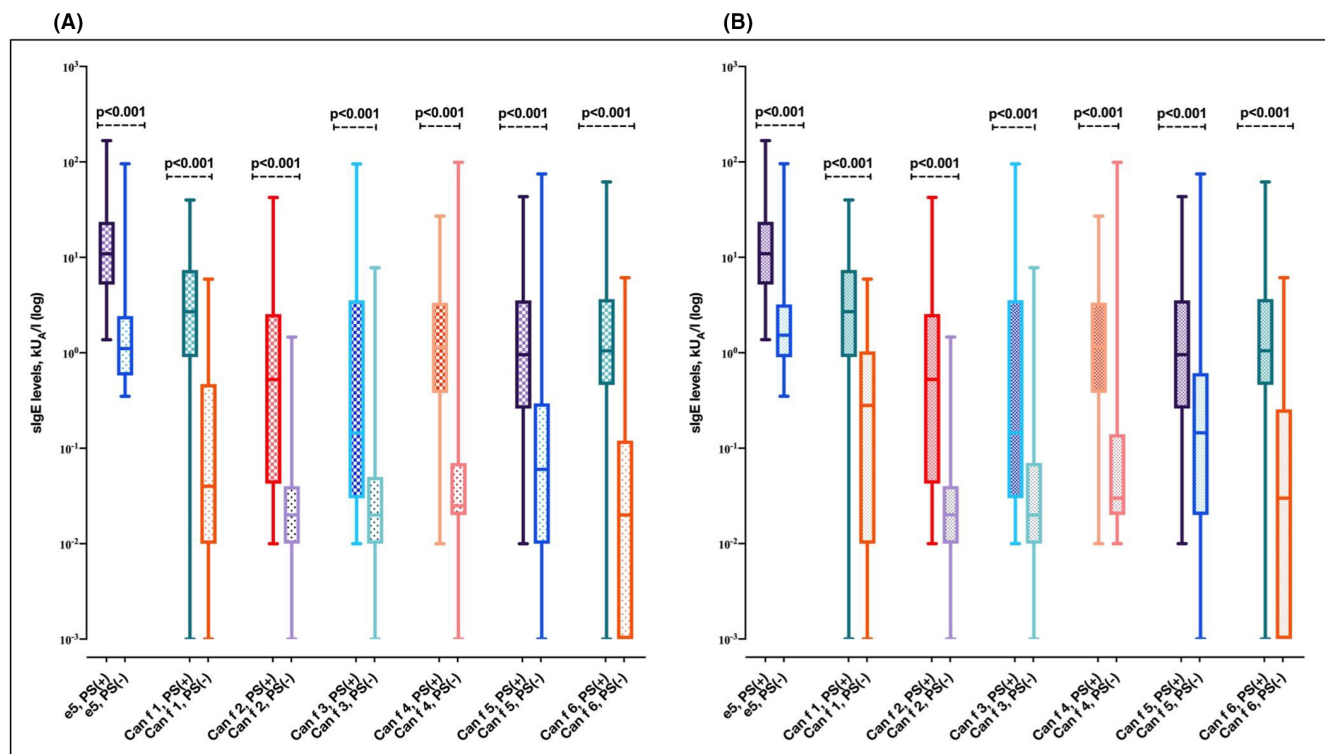 (A)
(B)
10³
10²
10¹
10⁰
10⁻¹
10⁻²
10⁻³
sIgE levels, kU_A/l (log)
p<0.001
p<0.001
p<0.001
p<0.001
p<0.001
p<0.001
p<0.001
e5, PS(+)
e5, PS(-)
Can f 1, PS(+)
Can f 1, PS(-)
Can f 2, PS(+)
Can f 2, PS(-)
Can f 3, PS(+)
Can f 3, PS(-)
Can f 4, PS(+)
Can f 4, PS(-)
Can f 5, PS(+)
Can f 5, PS(-)
Can f 6, PS(+)
Can f 6, PS(-)
10³
10²
10¹
10⁰
10⁻¹
10⁻²
10⁻³
sIgE levels, kU_A/l (log)
p<0.001
p<0.001
p<0.001
p<0.001
p<0.001
p<0.001
p<0.001
e5, PS(+)
e5, PS(-)
Can f 1, PS(+)
Can f 1, PS(-)
Can f 2, PS(+)
Can f 2, PS(-)
Can f 3, PS(+)
Can f 3, PS(-)
Can f 4, PS(+)
Can f 4, PS(-)
Can f 5, PS(+)
Can f 5, PS(-)
Can f 6, PS(+)
Can f 6, PS(-)